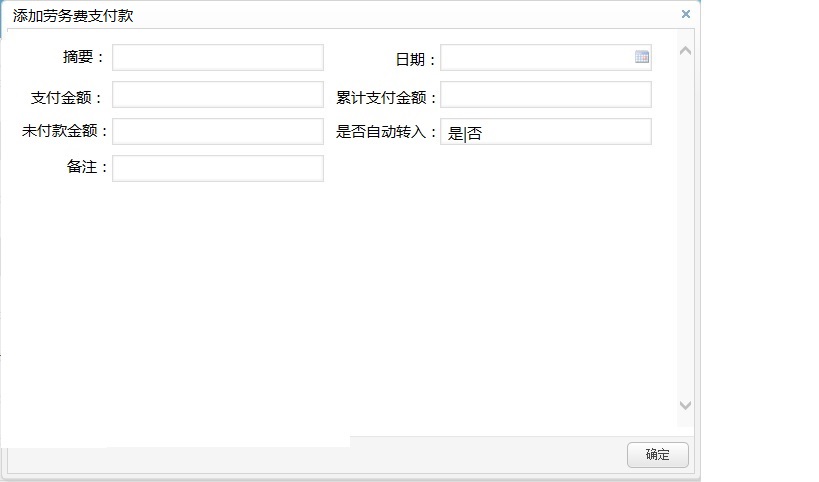 添加劳务费支付款
摘要：
日期：
支付金额：
累计支付金额：
未付款金额：
是否自动转入：是|否
备注：
确定